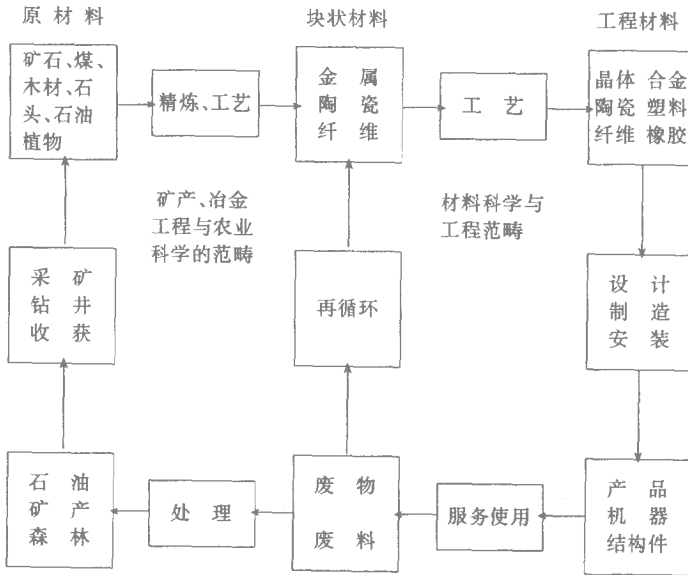 原材料
块状材料
工程材料
矿石、煤、
木材、石
头、石油
植物
精炼、工艺
金属
陶瓷
纤维
工艺
晶体 合金
陶瓷 塑料
纤维 橡胶
矿产、冶金
工程与农业
科学的范畴
材料科学与
工程范畴
采矿
钻井
收获
再循环
设计
制造
安装
石油
矿产
森林
处理
废物
废料
服务使用
产品
机器
结构件